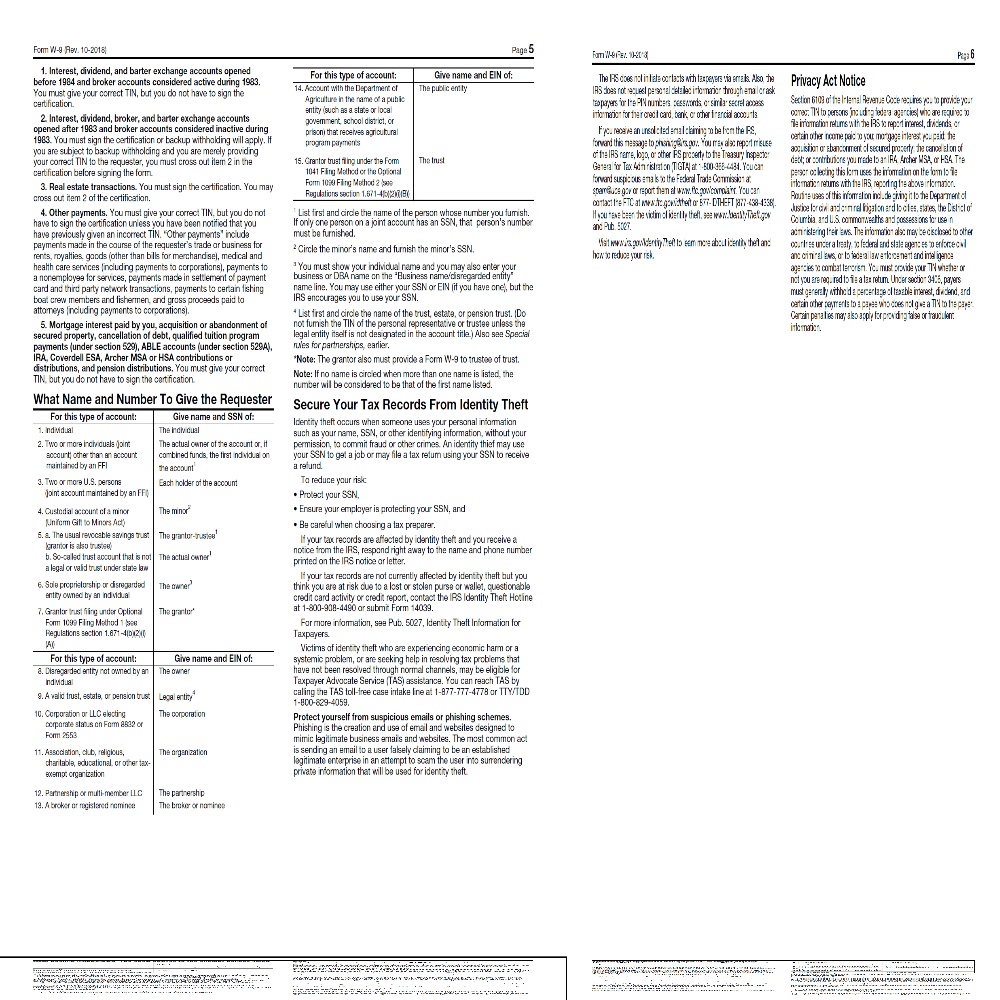 Form W-9 (Rev. 10-2018)
Page 5
1. Interest, dividend, and barter exchange accounts opened
before 1984 and broker accounts considered active during 1983.
You must give your correct TIN, but you do not have to sign the
certification.
2. Interest, dividend, broker, and barter exchange accounts
opened after 1983 and broker accounts considered inactive during
1983. You must sign the certification or backup withholding will apply. If
you are subject to backup withholding and you are merely providing
your correct TIN to the requester, you must cross out item 2 in the
certification before signing the form.
3. Real estate transactions. You must sign the certification. You may
cross out item 2 of the certification.
4. Other payments. You must give your correct TIN, but you do not
have to sign the certification unless you have been notified that you
have previously given an incorrect TIN. “Other payments” include
payments made in the course of the requester’s trade or business for
rents, royalties, goods (other than bills for merchandise), medical and
health care services (including payments to corporations), payments to
a nonemployee for services, payments made in settlement of payment
card and third party network transactions, payments to certain fishing
boat crew members and fishermen, and gross proceeds paid to
attorneys (including payments to corporations).
5. Mortgage interest paid by you, acquisition or abandonment of
secured property, cancellation of debt, qualified tuition program
payments (under section 529), ABLE accounts (under section 529A),
IRA, Coverdell ESA, Archer MSA or HSA contributions or
distributions, and pension distributions. You must give your correct
TIN, but you do not have to sign the certification.
What Name and Number To Give the Requester
For this type of account: Give name and SSN of:
1. Individual The individual
2. Two or more individuals (joint The actual owner of the account or, if
account) other than an account combined funds, the first individual on
maintained by an FFI the account1
3. Two or more U.S. persons Each holder of the account
(joint account maintained by an FFI)
4. Custodial account of a minor The minor2
(Uniform Gift to Minors Act)
5. a. The usual revocable savings trust The grantor-trustee1
(grantor is also trustee)
b. So-called trust account that is not The actual owner1
a legal or valid trust under state law
6. Sole proprietorship or disregarded The owner3
entity owned by an individual
7. Grantor trust filing under Optional The grantor*
Form 1099 Filing Method 1 (see
Regulations section 1.671-4(b)(2)(i)
(A))
For this type of account: Give name and EIN of:
8. Disregarded entity not owned by an The owner
individual
9. A valid trust, estate, or pension trust Legal entity4
10. Corporation or LLC electing The corporation
corporate status on Form 8832 or
Form 2553
11. Association, club, religious, The organization
charitable, educational, or other tax-
exempt organization
12. Partnership or multi-member LLC The partnership
13. A broker or registered nominee The broker or nominee
For this type of account: Give name and EIN of:
14. Account with the Department of The public entity
Agriculture in the name of a public
entity (such as a state or local
government, school district, or
prison) that receives agricultural
program payments
15. Grantor trust filing under the Form The trust
1041 Filing Method or the Optional
Form 1099 Filing Method 2 (see
Regulations section 1.671-4(b)(2)(i)(B))
1 List first and circle the name of the person whose number you furnish.
If only one person on a joint account has an SSN, that person’s number
must be furnished.
2 Circle the minor’s name and furnish the minor’s SSN.
3 You must show your individual name and you may also enter your
business or DBA name on the “Business name/disregarded entity”
name line. You may use either your SSN or EIN (if you have one), but the
IRS encourages you to use your SSN.
4 List first and circle the name of the trust, estate, or pension trust. (Do
not furnish the TIN of the personal representative or trustee unless the
legal entity itself is not designated in the account title.) Also see Special
rules for partnerships, earlier.
*Note: The grantor also must provide a Form W-9 to trustee of trust.
Note: If no name is circled when more than one name is listed, the
number will be considered to be that of the first name listed.
Secure Your Tax Records From Identity Theft
Identity theft occurs when someone uses your personal information
such as your name, SSN, or other identifying information, without your
permission, to commit fraud or other crimes. An identity thief may use
your SSN to get a job or may file a tax return using your SSN to receive
a refund.
To reduce your risk:
• Protect your SSN,
• Ensure your employer is protecting your SSN, and
• Be careful when choosing a tax preparer.
If your tax records are affected by identity theft and you receive a
notice from the IRS, respond right away to the name and phone number
printed on the IRS notice or letter.
If your tax records are not currently affected by identity theft but you
think you are at risk due to a lost or stolen purse or wallet, questionable
credit card activity or credit report, contact the IRS Identity Theft Hotline
at 1-800-908-4490 or submit Form 14039.
For more information, see Pub. 5027, Identity Theft Information for
Taxpayers.
Victims of identity theft who are experiencing economic harm or a
systemic problem, or are seeking help in resolving tax problems that
have not been resolved through normal channels, may be eligible for
Taxpayer Advocate Service (TAS) assistance. You can reach TAS by
calling the TAS toll-free case intake line at 1-877-777-4778 or TTY/TDD
1-800-829-4059.
Protect yourself from suspicious emails or phishing schemes.
Phishing is the creation and use of email and websites designed to
mimic legitimate business emails and websites. The most common act
is sending an email to a user falsely claiming to be an established
legitimate enterprise in an attempt to scam the user into surrendering
private information that will be used for identity theft.
Form W-9 (Rev. 10-2018)
Page 6
The IRS does not initiate contacts with taxpayers via emails. Also, the
IRS does not request personal detailed information through email or ask
taxpayers for the PIN numbers, passwords, or similar secret access
information for their credit card, bank, or other financial accounts.
If you receive an unsolicited email claiming to be from the IRS,
forward this message to phishing@irs.gov. You may also report misuse
of the IRS name, logo, or other IRS property to the Treasury Inspector
General for Tax Administration (TIGTA) at 1-800-366-4484. You can
forward suspicious emails to the Federal Trade Commission at
spam@uce.gov or report them at www.ftc.gov/complaint. You can
contact the FTC at www.ftc.gov/idtheft or 877-IDTHEFT (877-438-4338).
If you have been the victim of identity theft, see www.IdentityTheft.gov
and Pub. 5027.
Visit www.irs.gov/IdentityTheft to learn more about identity theft and
how to reduce your risk.
Privacy Act Notice
Section 6109 of the Internal Revenue Code requires you to provide your
correct TIN to persons (including federal agencies) who are required to
file information returns with the IRS to report interest, dividends, or
certain other income paid to you; mortgage interest you paid; the
acquisition or abandonment of secured property; the cancellation of
debt; or contributions you made to an IRA, Archer MSA, or HSA. The
person collecting this form uses the information on the form to file
information returns with the IRS, reporting the above information.
Routine uses of this information include giving it to the Department of
Justice for civil and criminal litigation and to cities, states, the District of
Columbia, and U.S. commonwealths and possessions for use in
administering their laws. The information also may be disclosed to other
countries under a treaty, to federal and state agencies to enforce civil
and criminal laws, or to federal law enforcement and intelligence
agencies to combat terrorism. You must provide your TIN whether or
not you are required to file a tax return. Under section 3406, payers
must generally withhold a percentage of taxable interest, dividend, and
certain other payments to a payee who does not give a TIN to the payer.
Certain penalties may also apply for providing false or fraudulent
information.